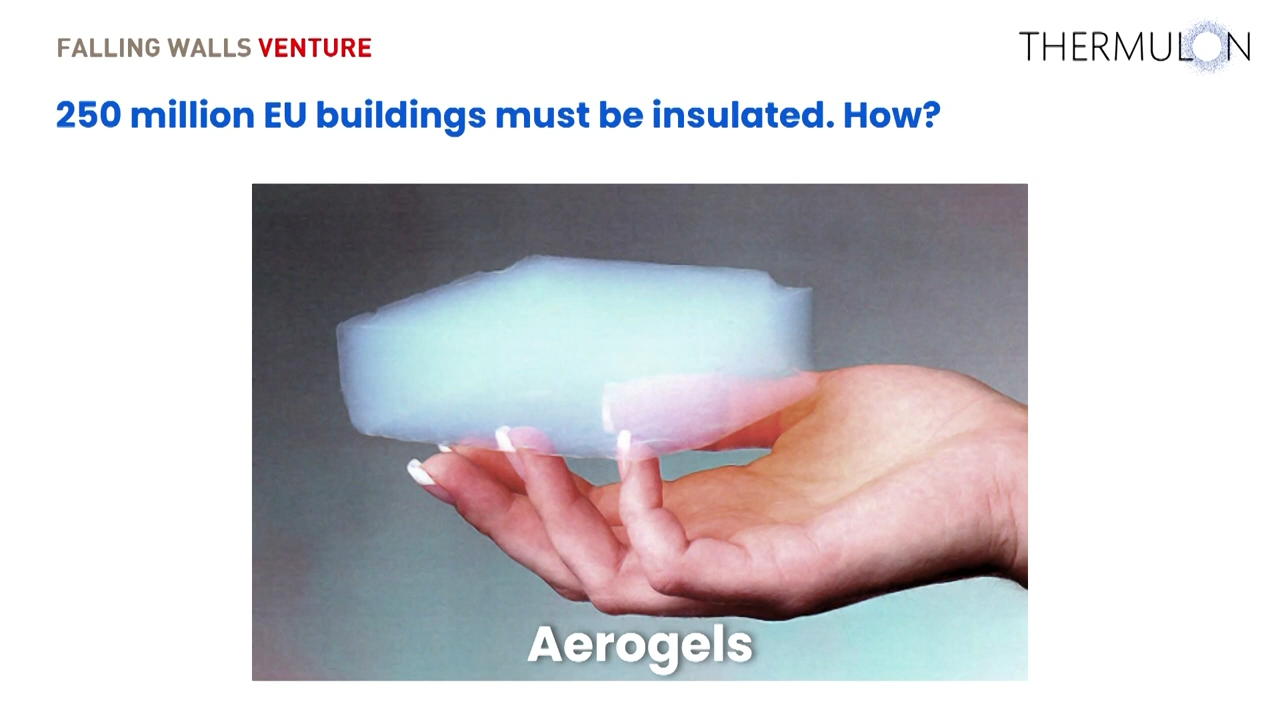 FALLING WALLS VENTURE
THERMULON
250 million EU buildings must be insulated. How?
Aerogels